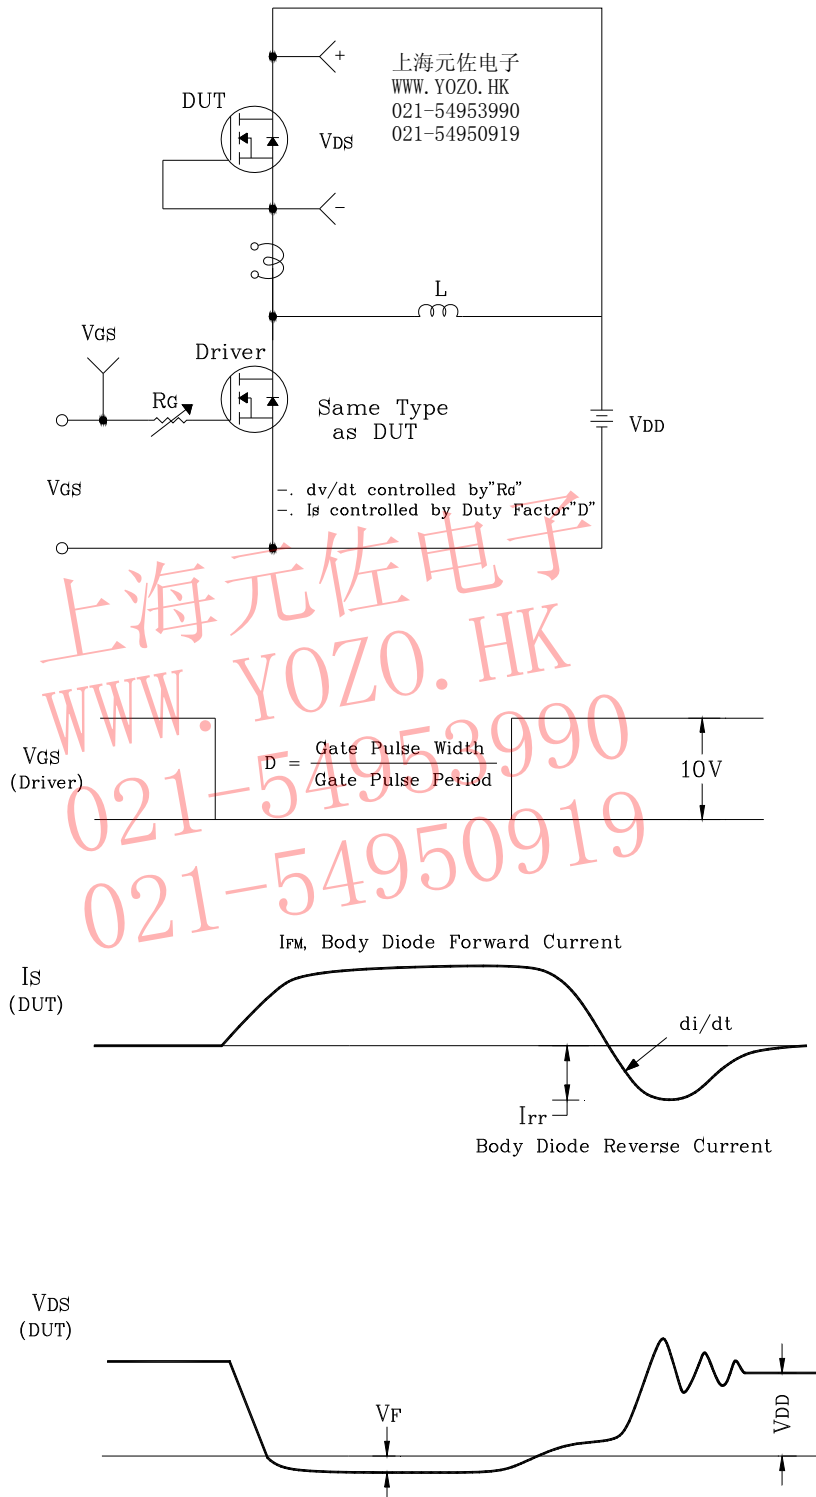 +
上海元佐电子
WWW.YOZO.HK
021-54953990
021-54950919
DUT
VDS
-
L
VGS
Driver
RG
Same Type
as DUT
VDD
VGS
-. dv/dt controlled by"RG"
-. Is controlled by Duty Factor"D"
上海元佐电子
WWW.YOZO.HK
021-54953990
021-54950919
VGS
(Driver)
D = Gate Pulse Width
Gate Pulse Period
10V
IFM, Body Diode Forward Current
IS
(DUT)
di/dt
Irr
Body Diode Reverse Current
VDS
(DUT)
VF
VDD